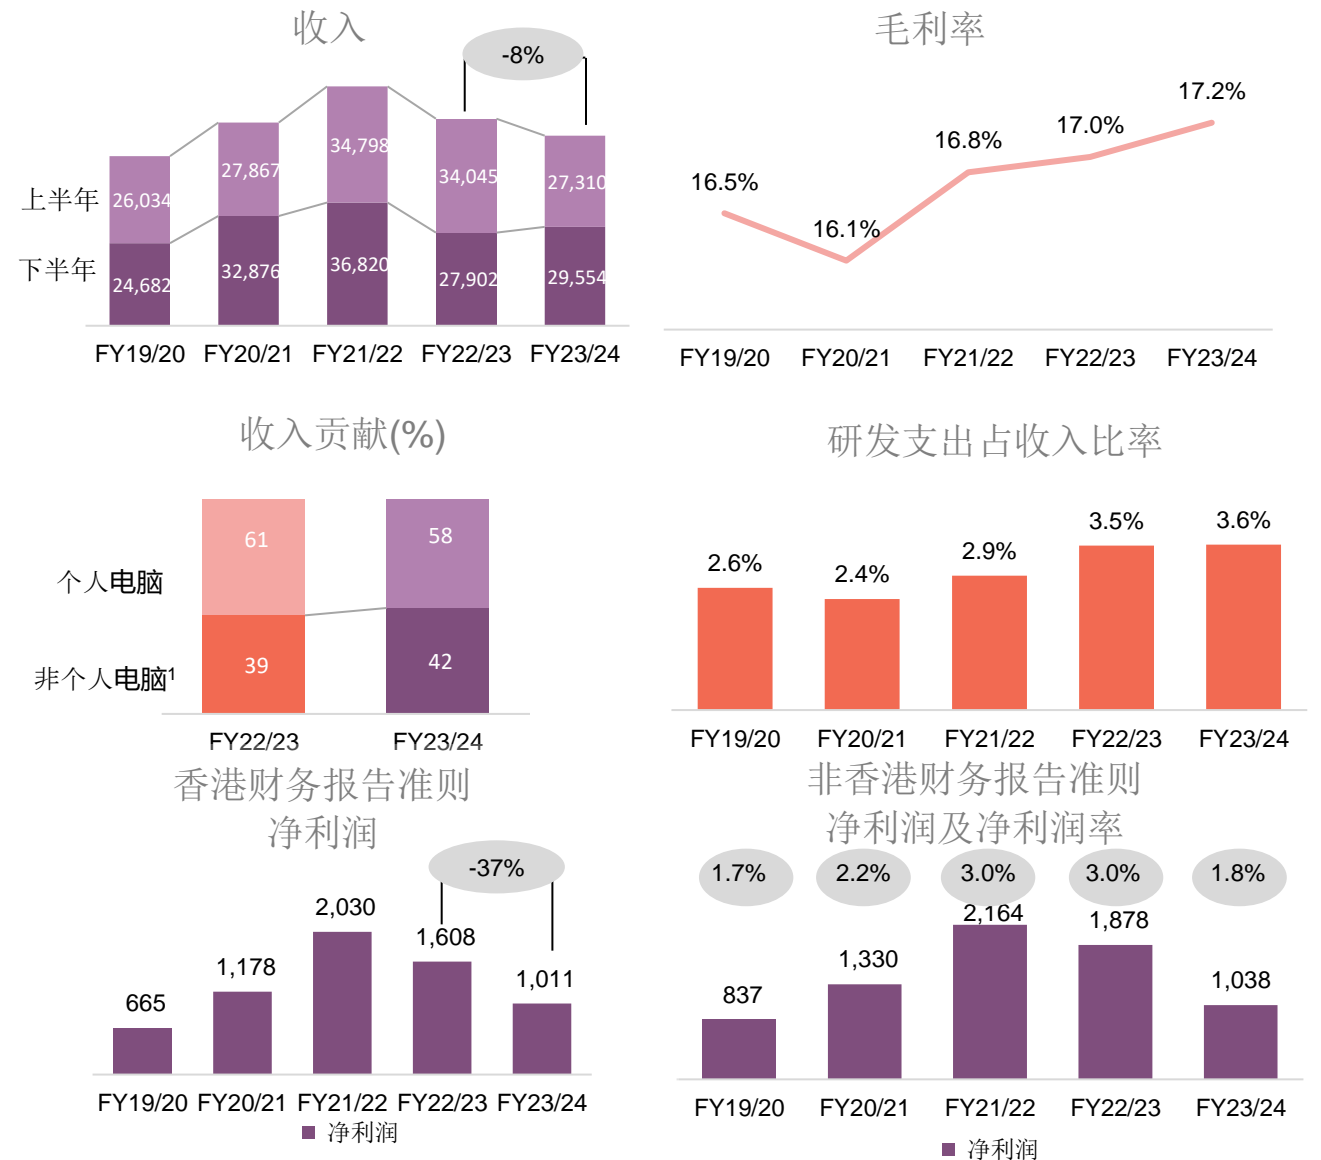 收入
-8%
34,798
27,867
34,045
27,310
上半年
26,034
下半年
36,820
32,876
27,902
29,554
24,682
FY19/20 FY20/21 FY21/22 FY22/23 FY23/24
毛利率
17.2%
17.0%
16.8%
16.5%
16.1%
FY19/20 FY20/21 FY21/22 FY22/23 FY23/24
收入贡献(%)
61 58
个人电脑
39 42
非个人电脑1
FY22/23 FY23/24
研发支出占收入比率
2.6% 2.4% 2.9% 3.5% 3.6%
FY19/20 FY20/21 FY21/22 FY22/23 FY23/24
香港财务报告准则
净利润
-37%
665 1,178 2,030 1,608 1,011
FY19/20 FY20/21 FY21/22 FY22/23 FY23/24
净利润
非香港财务报告准则
净利润及净利润率
1.7% 2.2% 3.0% 3.0% 1.8%
837 1,330 2,164 1,878 1,038
FY19/20 FY20/21 FY21/22 FY22/23 FY23/24
净利润